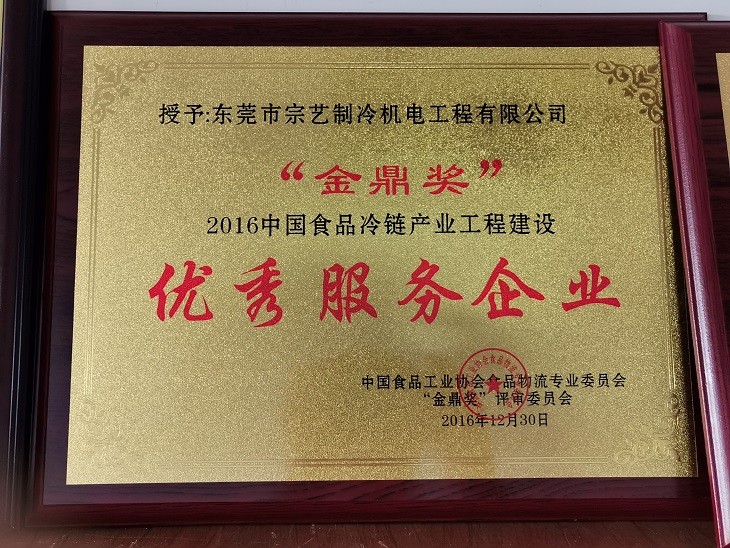 授予:东莞市宗艺制冷机电工程有限公司
“金鼎奖”
2016中国食品冷链产业工程建设
优秀服务企业
中国食品工业协会食品物流专业委员会
“金鼎奖”评审委员会
2016年12月30日